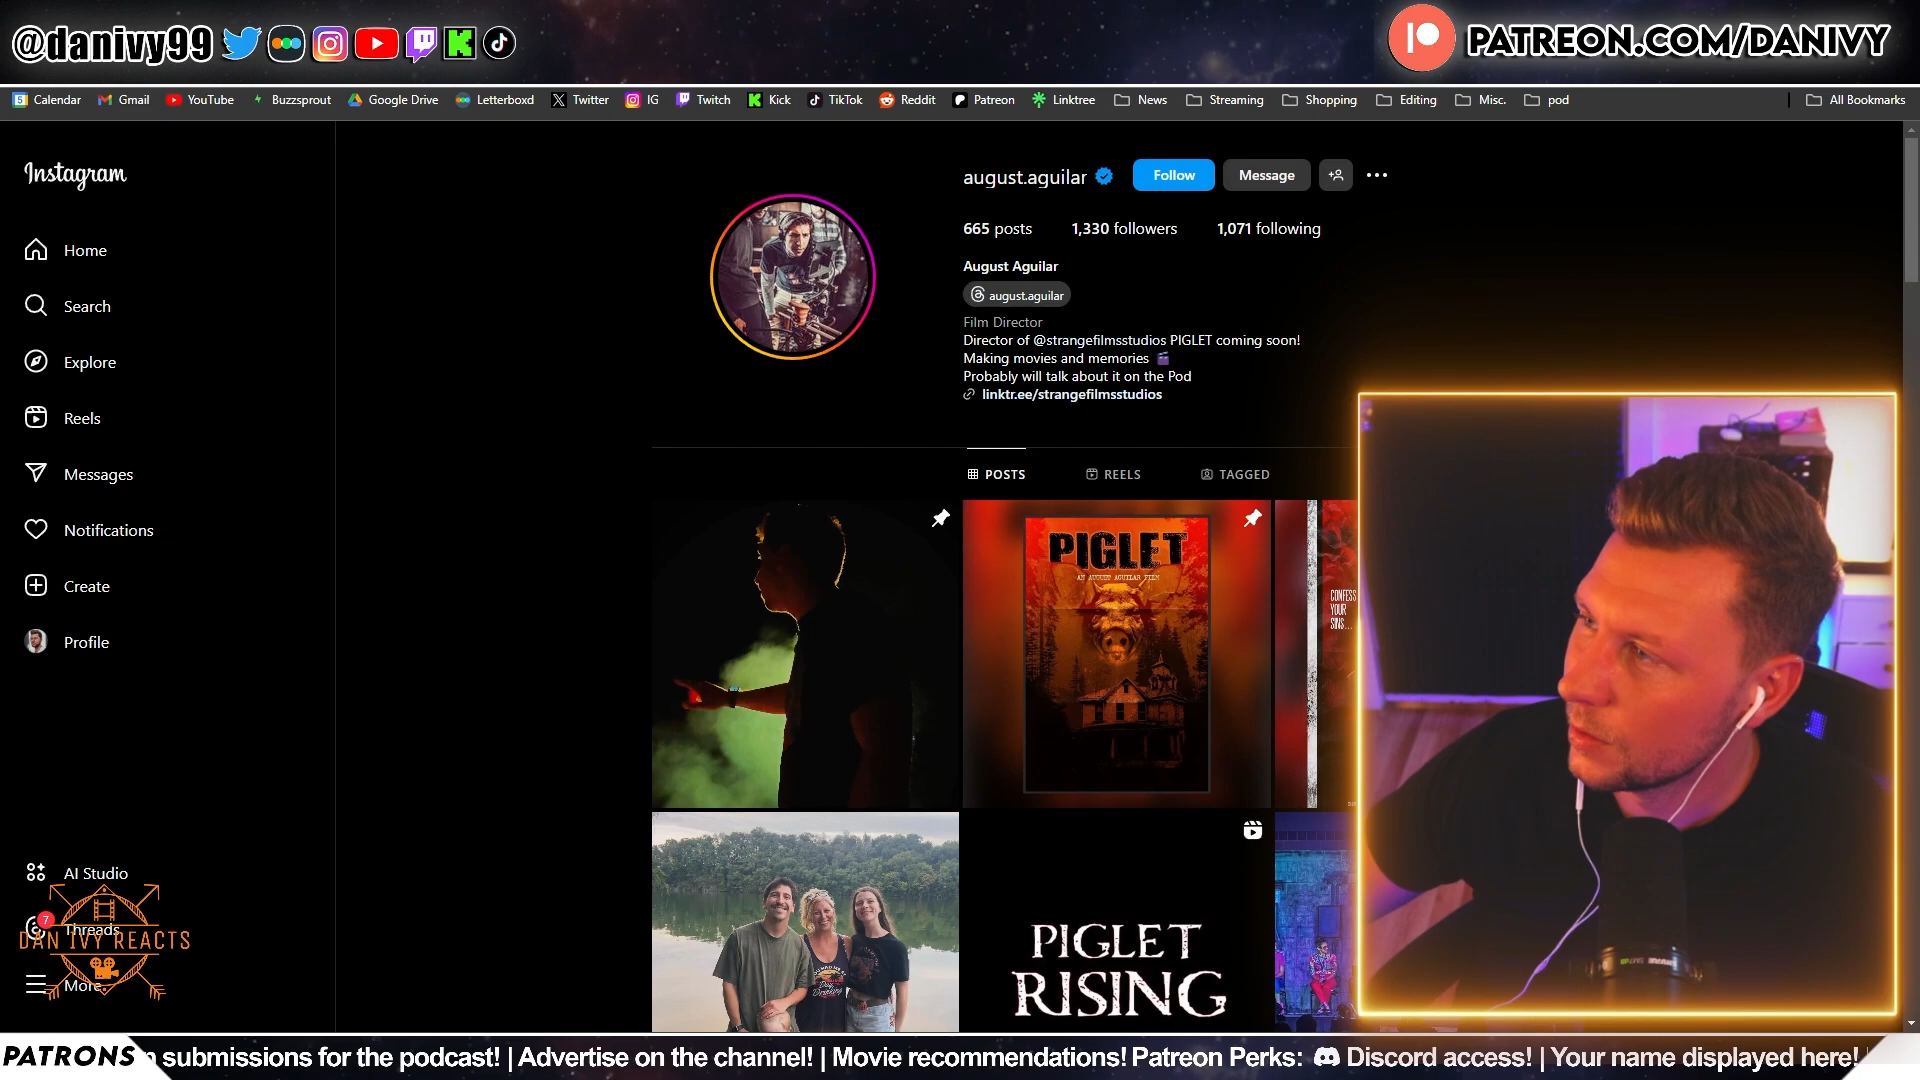 @danivy99
PATREON.COM/DANIVY
Calendar Gmail YouTube Buzzsprout Google Drive Letterboxd Twitter IG Twitch Kick TikTok Reddit Patreon Linktree News Streaming Shopping Editing Misc. pod All Bookmarks
Instagram
Home
Search
Explore
Reels
Messages
Notifications
Create
Profile
AI Studio
7
Threads
DAN IVY REACTS
More
august.aguilar Follow Message
665 posts 1,330 followers 1,071 following
August Aguilar
august.aguilar
Film Director
Director of @strangefilmsstudios PIGLET coming soon!
Making movies and memories 🎬
Probably will talk about it on the Pod
linktr.ee/strangefilmsstudios
POSTS REELS TAGGED
PIGLET
AN AUGUST AGUILAR FILM
CONFESS
YOUR
SINS...
PIGLET
RISING
PATRONS submissions for the podcast! | Advertise on the channel! | Movie recommendations! Patreon Perks: Discord access! | Your name displayed here!